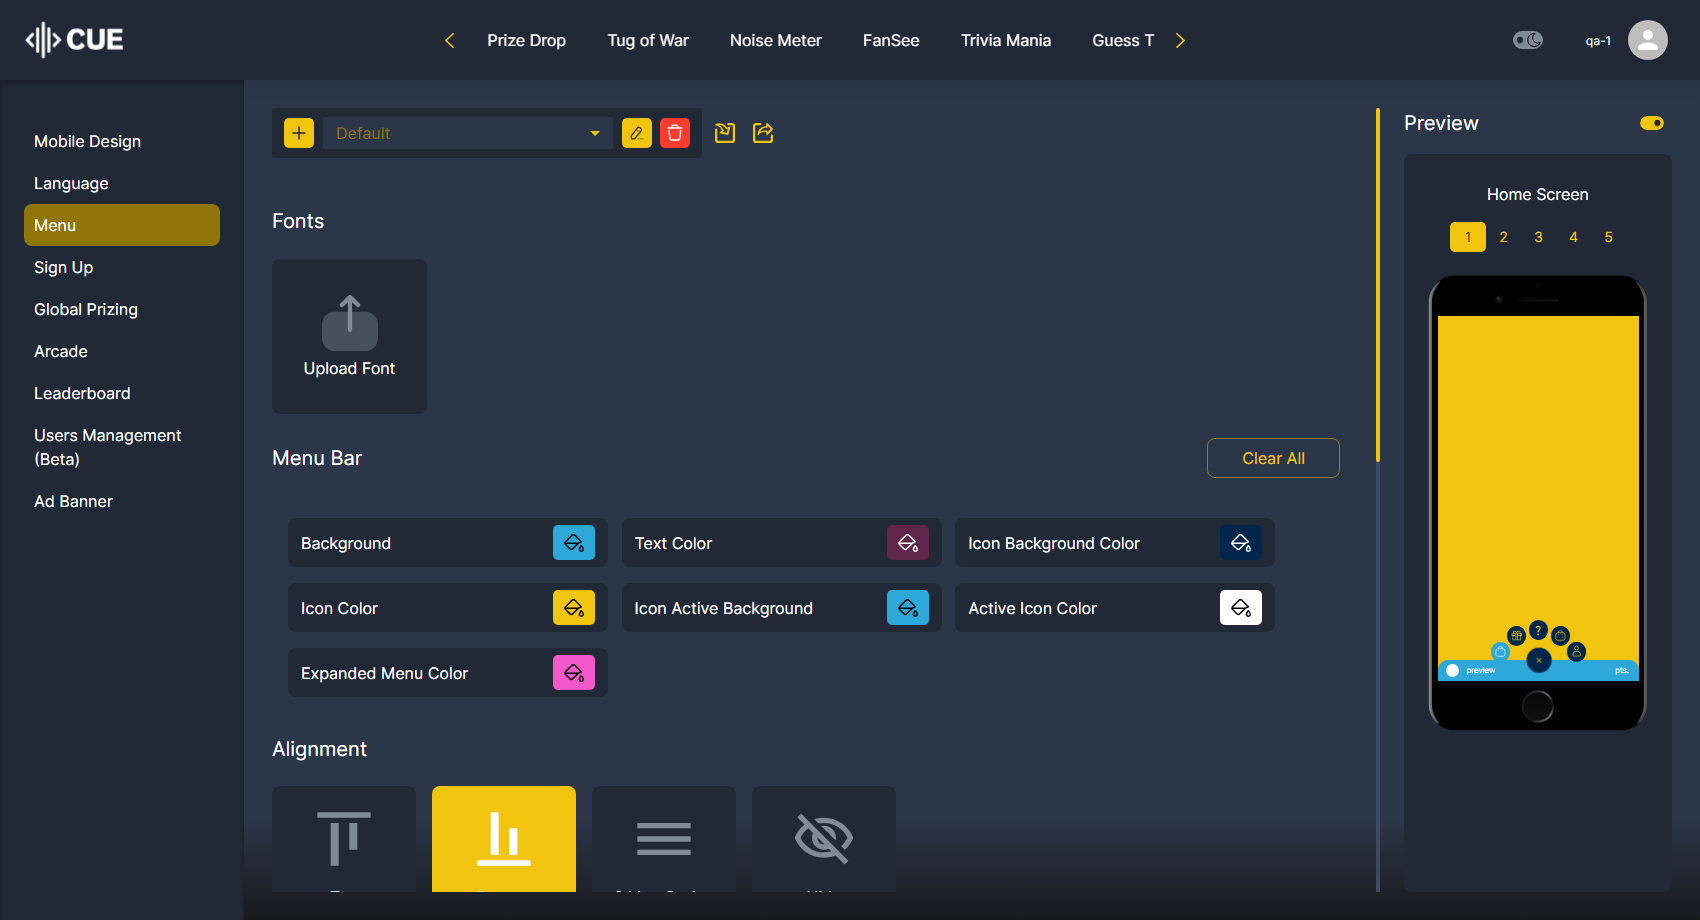 CUE
Prize Drop
Tug of War
Noise Meter
FanSee
Trivia Mania
Guess T
qa-1
Mobile Design
Language
Menu
Sign Up
Global Prizing
Arcade
Leaderboard
Users Management
(Beta)
Ad Banner
Default
Fonts
Upload Font
Menu Bar
Clear All
Background
Text Color
Icon Background Color
Icon Color
Icon Active Background
Active Icon Color
Expanded Menu Color
Alignment
Preview
Home Screen
1 2 3 4 5
?
preview
pts.